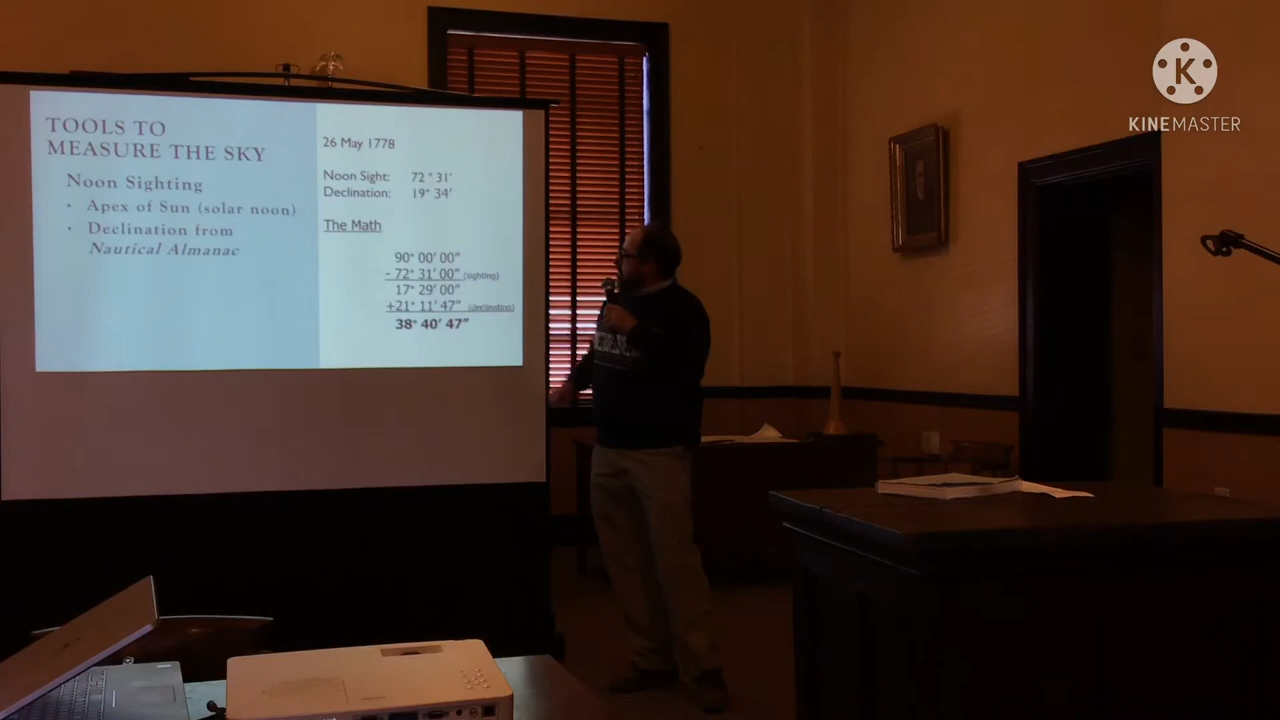 TOOLS TO
MEASURE THE SKY
Noon Sighting
• Apex of Sun (solar noon)
• Declination from
Nautical Almanac
26 May 1778
Noon Sight: 72 ° 31'
Declination: 19° 34'
The Math
90° 00' 00"
- 72° 31' 00" (sighting)
17° 29' 00"
+21° 11' 47" (declination)
38° 40' 47"
K
KINEMASTER